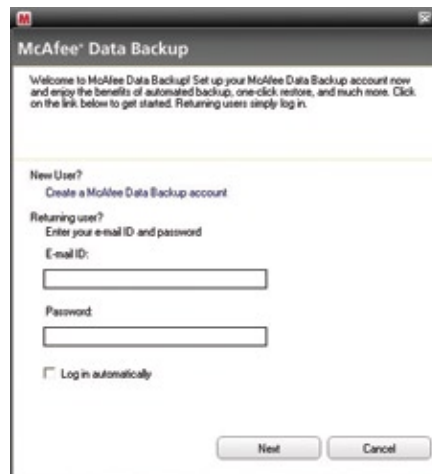 M
McAfee® Data Backup
Welcome to McAfee Data Backup! Set up your McAfee Data Backup account now
and enjoy the benefits of automated backup, one-click restore, and much more. Click
on the link below to get started. Returning users simply log in.
New User?
Create a McAfee Data Backup account
Returning user?
Enter your e-mail ID and password
E-mail ID:
Password:
Log in automatically
Next Cancel